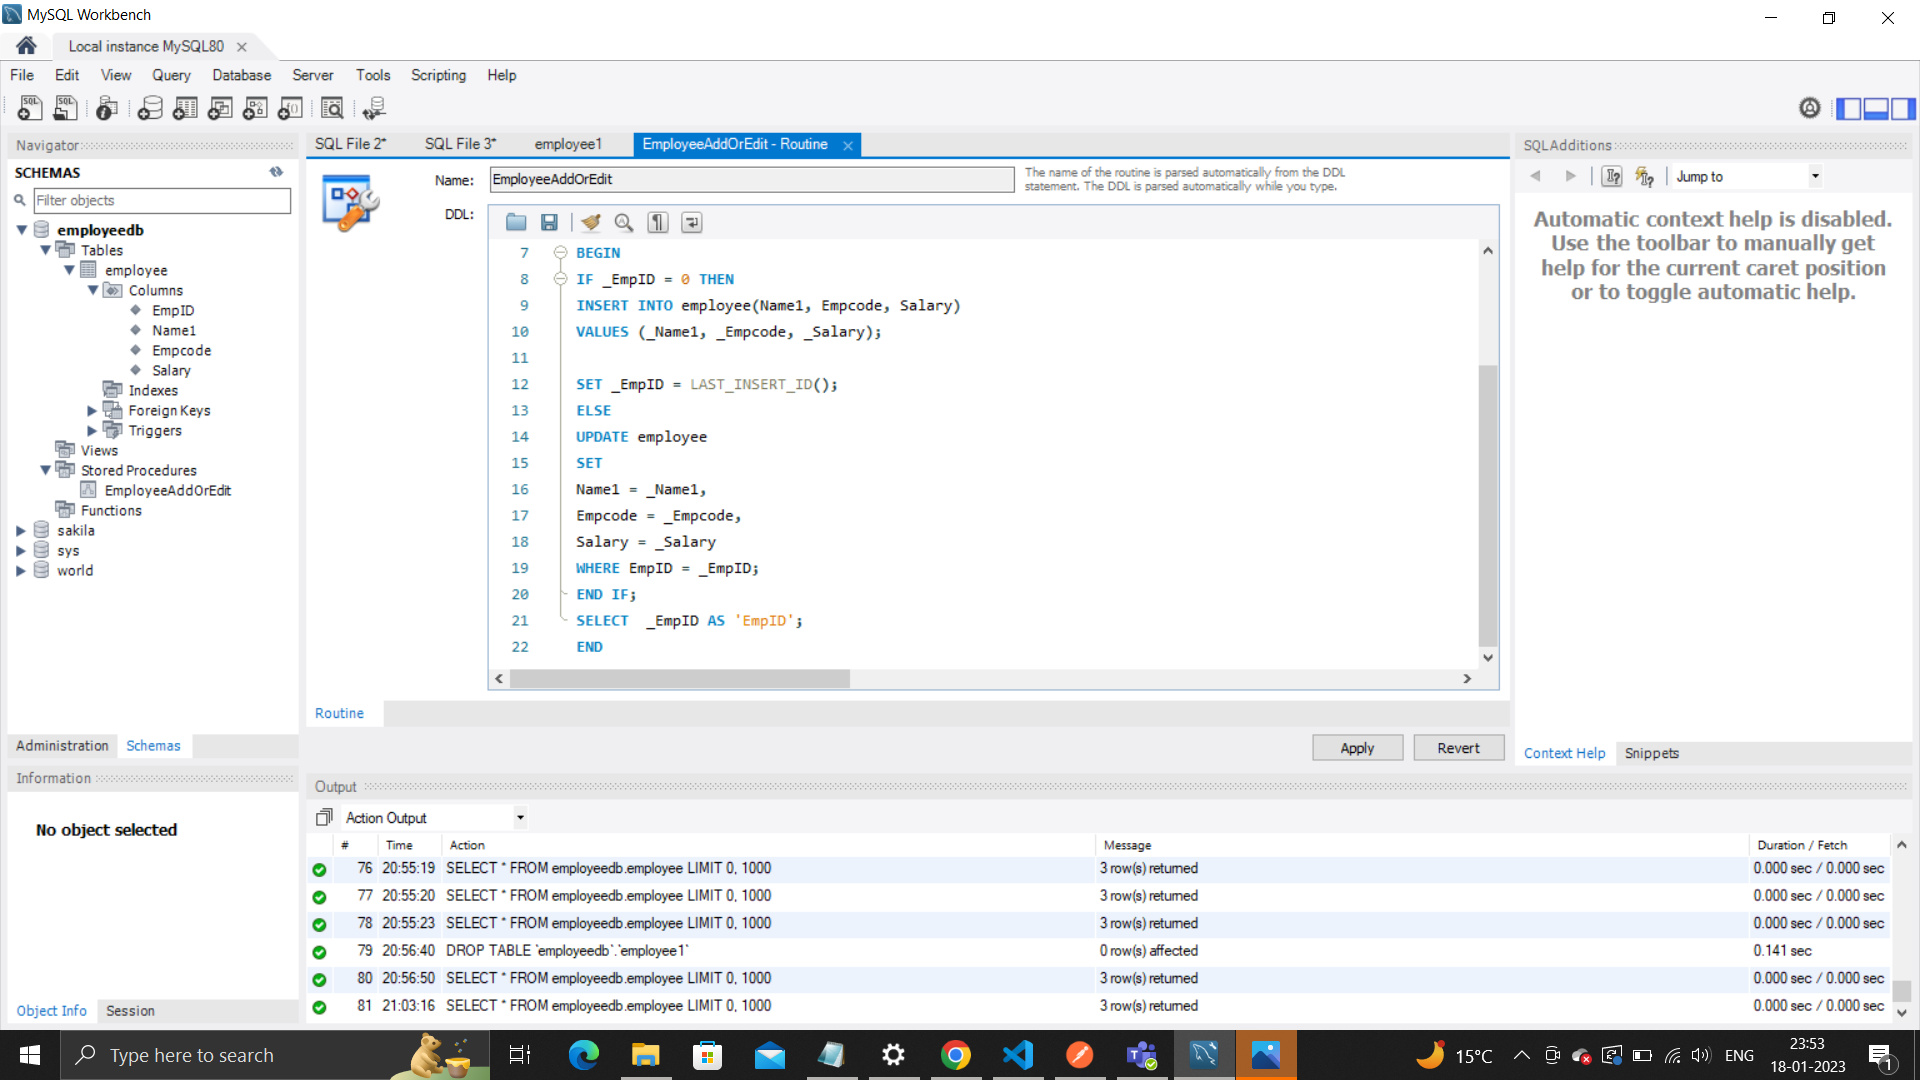 MySQL Workbench
Local instance MySQL80
File Edit View Query Database Server Tools Scripting Help
Navigator
SCHEMAS
Filter objects
employeedb
Tables
employee
Columns
EmpID
Name1
Empcode
Salary
Indexes
Foreign Keys
Triggers
Views
Stored Procedures
EmployeeAddOrEdit
Functions
sakila
sys
world
Administration Schemas
Information
No object selected
Object Info Session
SQL File 2* SQL File 3* employee1 EmployeeAddOrEdit - Routine
Name: EmployeeAddOrEdit
The name of the routine is parsed automatically from the DDL
statement. The DDL is parsed automatically while you type.
DDL:
7 BEGIN
8 IF _EmpID = 0 THEN
9 INSERT INTO employee(Name1, Empcode, Salary)
10 VALUES (_Name1, _Empcode, _Salary);
11
12 SET _EmpID = LAST_INSERT_ID();
13 ELSE
14 UPDATE employee
15 SET
16 Name1 = _Name1,
17 Empcode = _Empcode,
18 Salary = _Salary
19 WHERE EmpID = _EmpID;
20 END IF;
21 SELECT _EmpID AS 'EmpID';
22 END
Routine
Apply Revert
SQLAdditions
Jump to
Automatic context help is disabled.
Use the toolbar to manually get
help for the current caret position
or to toggle automatic help.
Context Help Snippets
Output
Action Output
# Time Action Message Duration / Fetch
76 20:55:19 SELECT * FROM employeedb.employee LIMIT 0, 1000 3 row(s) returned 0.000 sec / 0.000 sec
77 20:55:20 SELECT * FROM employeedb.employee LIMIT 0, 1000 3 row(s) returned 0.000 sec / 0.000 sec
78 20:55:23 SELECT * FROM employeedb.employee LIMIT 0, 1000 3 row(s) returned 0.000 sec / 0.000 sec
79 20:56:40 DROP TABLE `employeedb`.`employee1` 0 row(s) affected 0.141 sec
80 20:56:50 SELECT * FROM employeedb.employee LIMIT 0, 1000 3 row(s) returned 0.000 sec / 0.000 sec
81 21:03:16 SELECT * FROM employeedb.employee LIMIT 0, 1000 3 row(s) returned 0.000 sec / 0.000 sec
Type here to search
15°C
ENG
23:53
18-01-2023
1